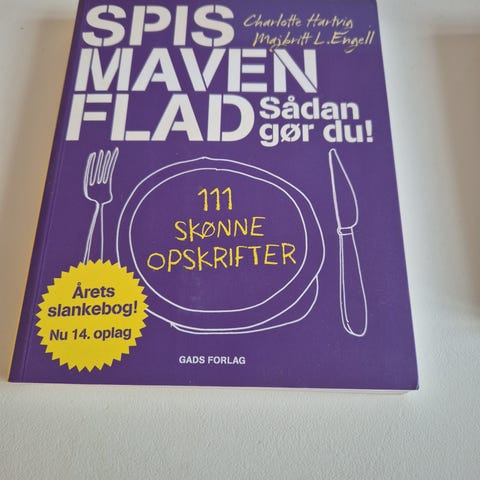 SPIS
MAVEN
FLAD
Charlotte Hartvig
Majbritt L. Engell
Sådan
gør du!
111
SKØNNE
OPSKRIFTER
Årets
slankebog!
Nu 14. oplag
GADS FORLAG